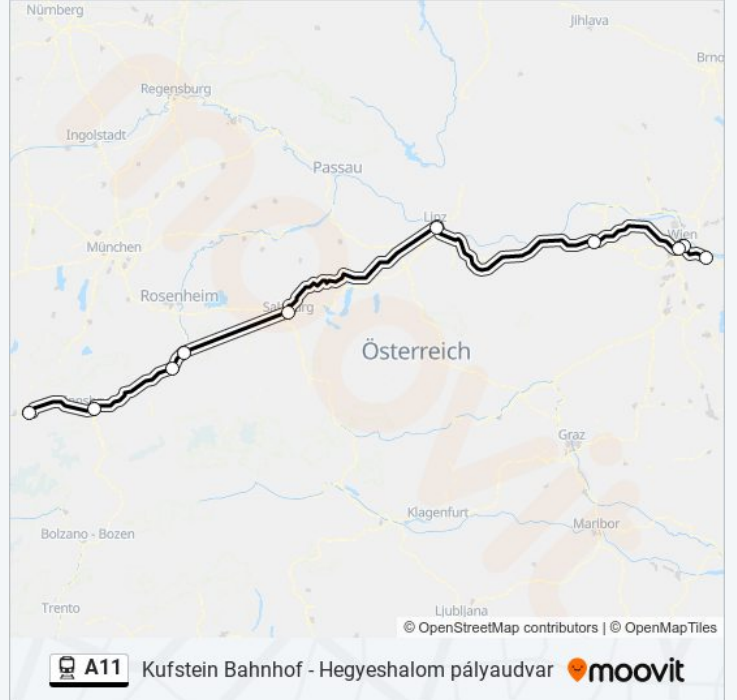 Nürnberg
Jihlava
Brno
Regensburg
Ingolstadt
Passau
Linz
Wien
München
Rosenheim
Österreich
Graz
Klagenfurt
Bolzano - Bozen
Maribor
Trento
Ljubljana
© OpenStreetMap contributors | © OpenMapTiles
A11 Kufstein Bahnhof - Hegyeshalom pályaudvar moovit